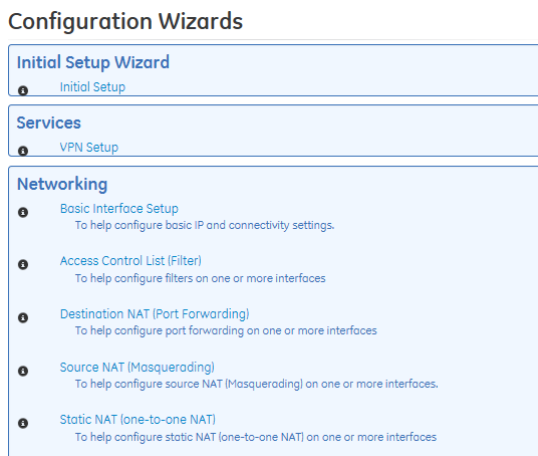 Configuration Wizards
Initial Setup Wizard
Initial Setup
Services
VPN Setup
Networking
Basic Interface Setup
To help configure basic IP and connectivity settings.
Access Control List (Filter)
To help configure filters on one or more interfaces
Destination NAT (Port Forwarding)
To help configure port forwarding on one or more interfaces
Source NAT (Masquerading)
To help configure source NAT (Masquerading) on one or more interfaces.
Static NAT (one-to-one NAT)
To help configure static NAT (one-to-one NAT) on one or more interfaces